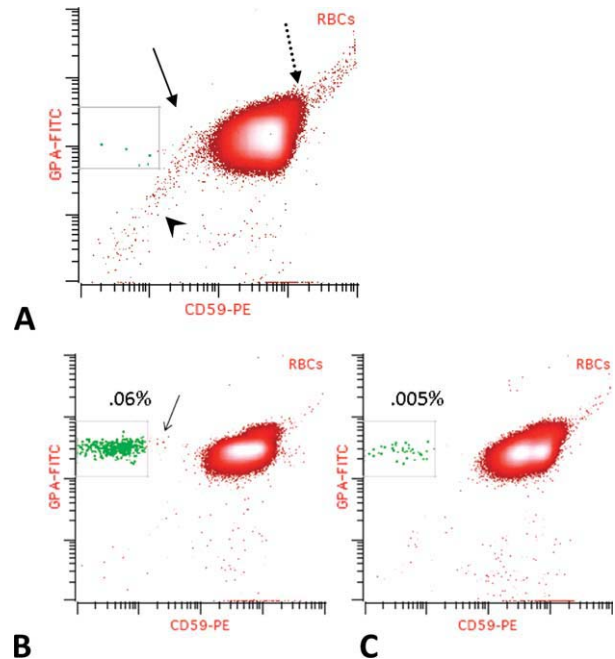 RBCs
GPA-FITC
CD59-PE
A
.06%
RBCs
GPA-FITC
CD59-PE
B
.005%
RBCs
GPA-FITC
CD59-PE
C